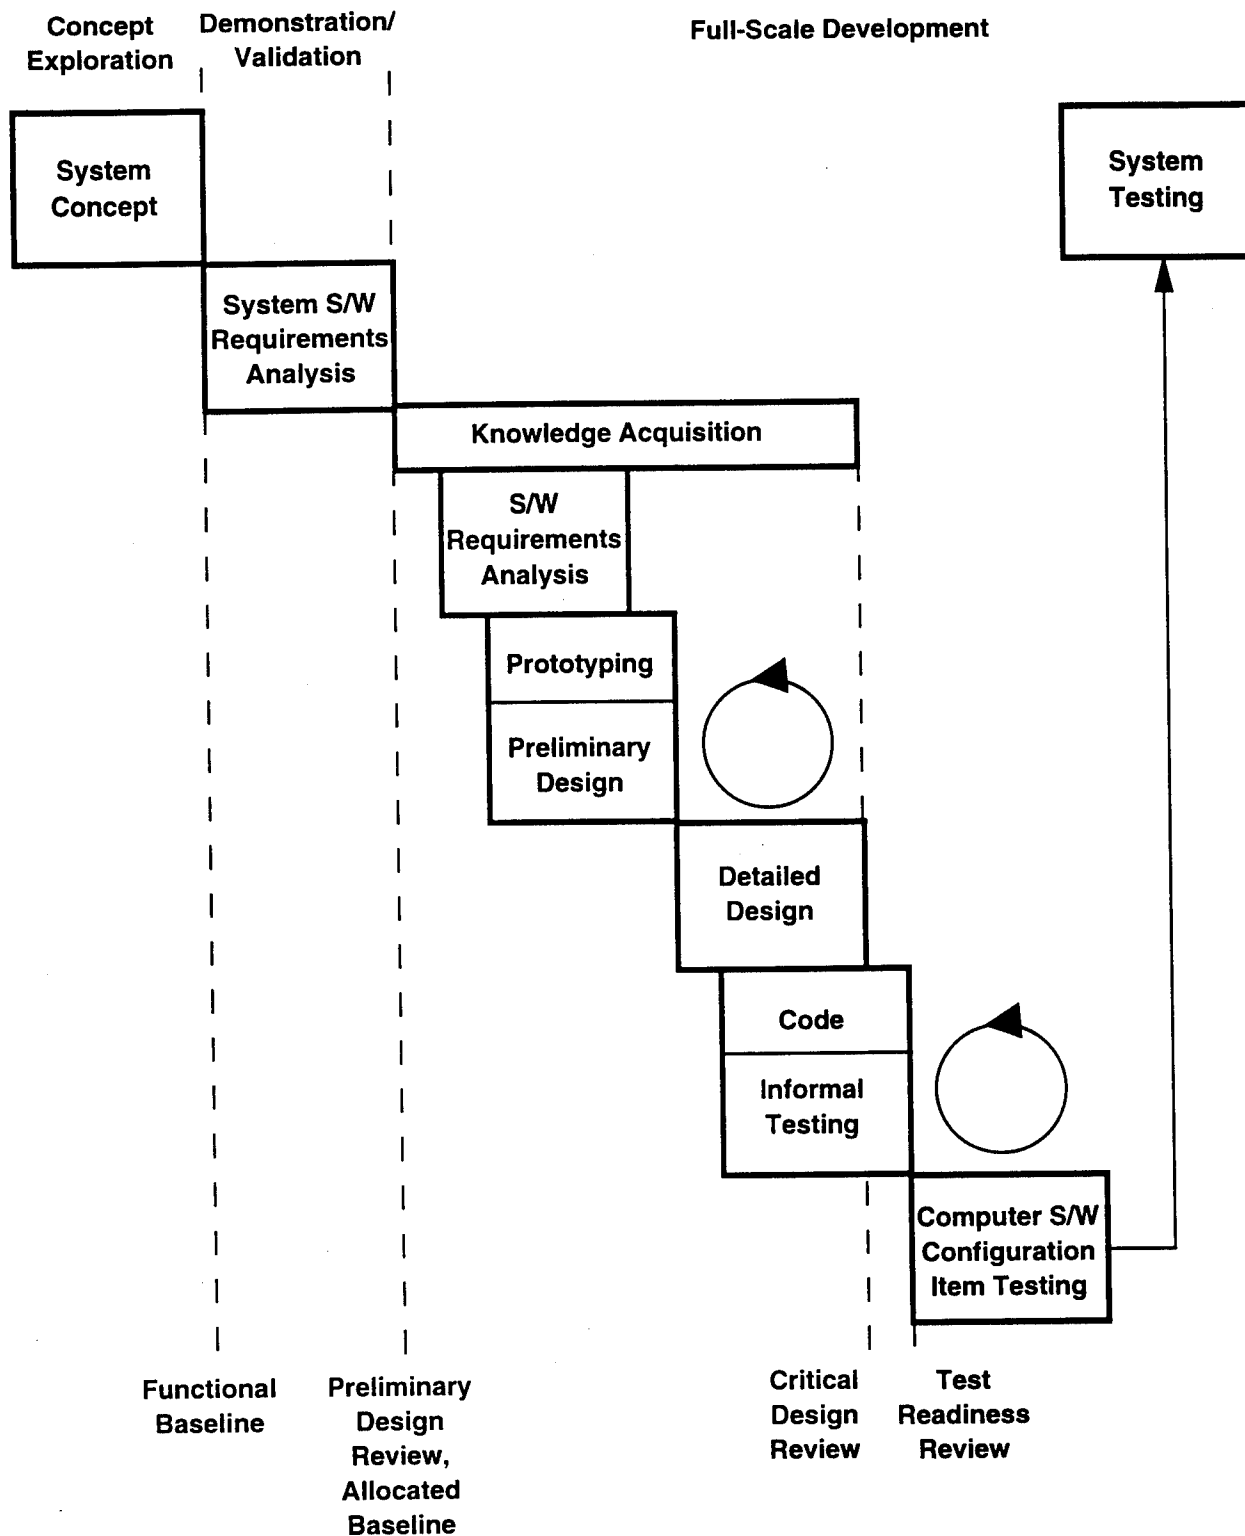 Concept
Exploration
Demonstration/
Validation
Full-Scale Development
System
Concept
System
Testing
System S/W
Requirements
Analysis
Knowledge Acquisition
S/W
Requirements
Analysis
Prototyping
Preliminary
Design
Detailed
Design
Code
Informal
Testing
Computer S/W
Configuration
Item Testing
Functional
Baseline
Preliminary
Design
Review,
Allocated
Baseline
Critical
Design
Review
Test
Readiness
Review